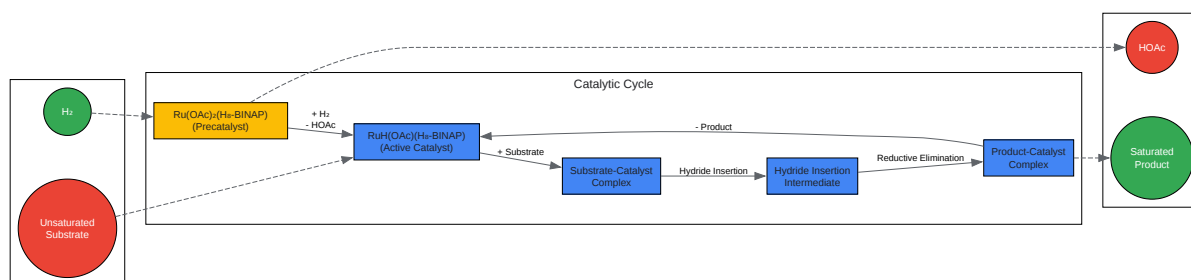 HOAc
Catalytic Cycle
H₂
Ru(OAc)₂(H₈-BINAP)
(Precatalyst)
+ H₂
- HOAc
RuH(OAc)(H₈-BINAP)
(Active Catalyst)
- Product
+ Substrate
Substrate-Catalyst
Complex
Hydride Insertion
Hydride Insertion
Intermediate
Reductive Elimination
Product-Catalyst
Complex
Saturated
Product
Unsaturated
Substrate